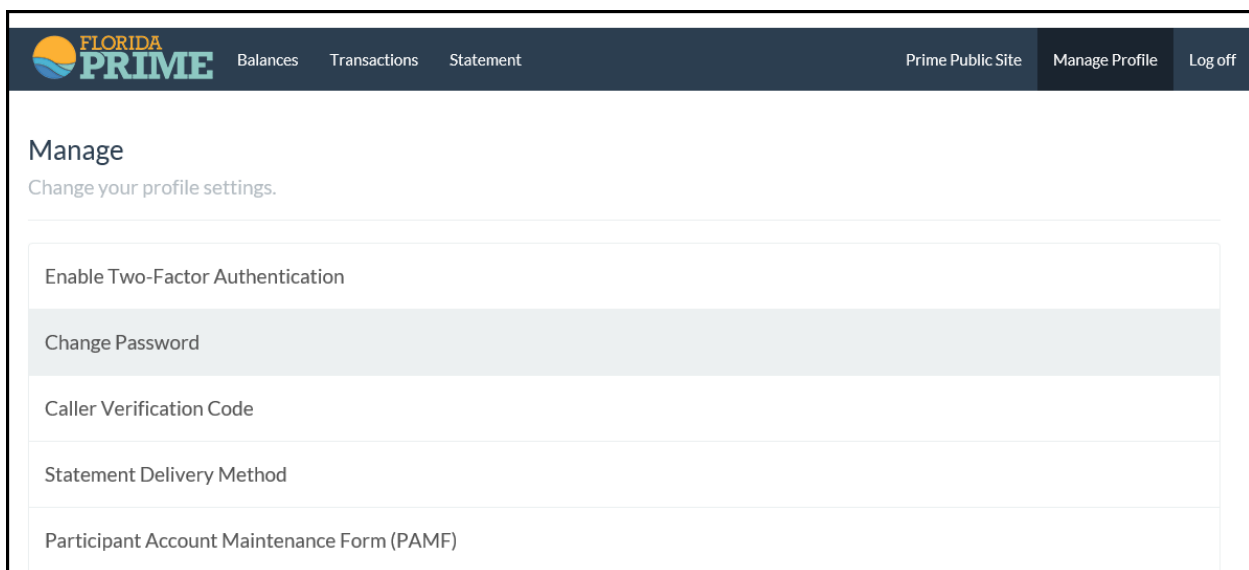 FLORIDA
PRIME
Balances Transactions Statement Prime Public Site Manage Profile Log off
Manage
Change your profile settings.
Enable Two-Factor Authentication
Change Password
Caller Verification Code
Statement Delivery Method
Participant Account Maintenance Form (PAMF)